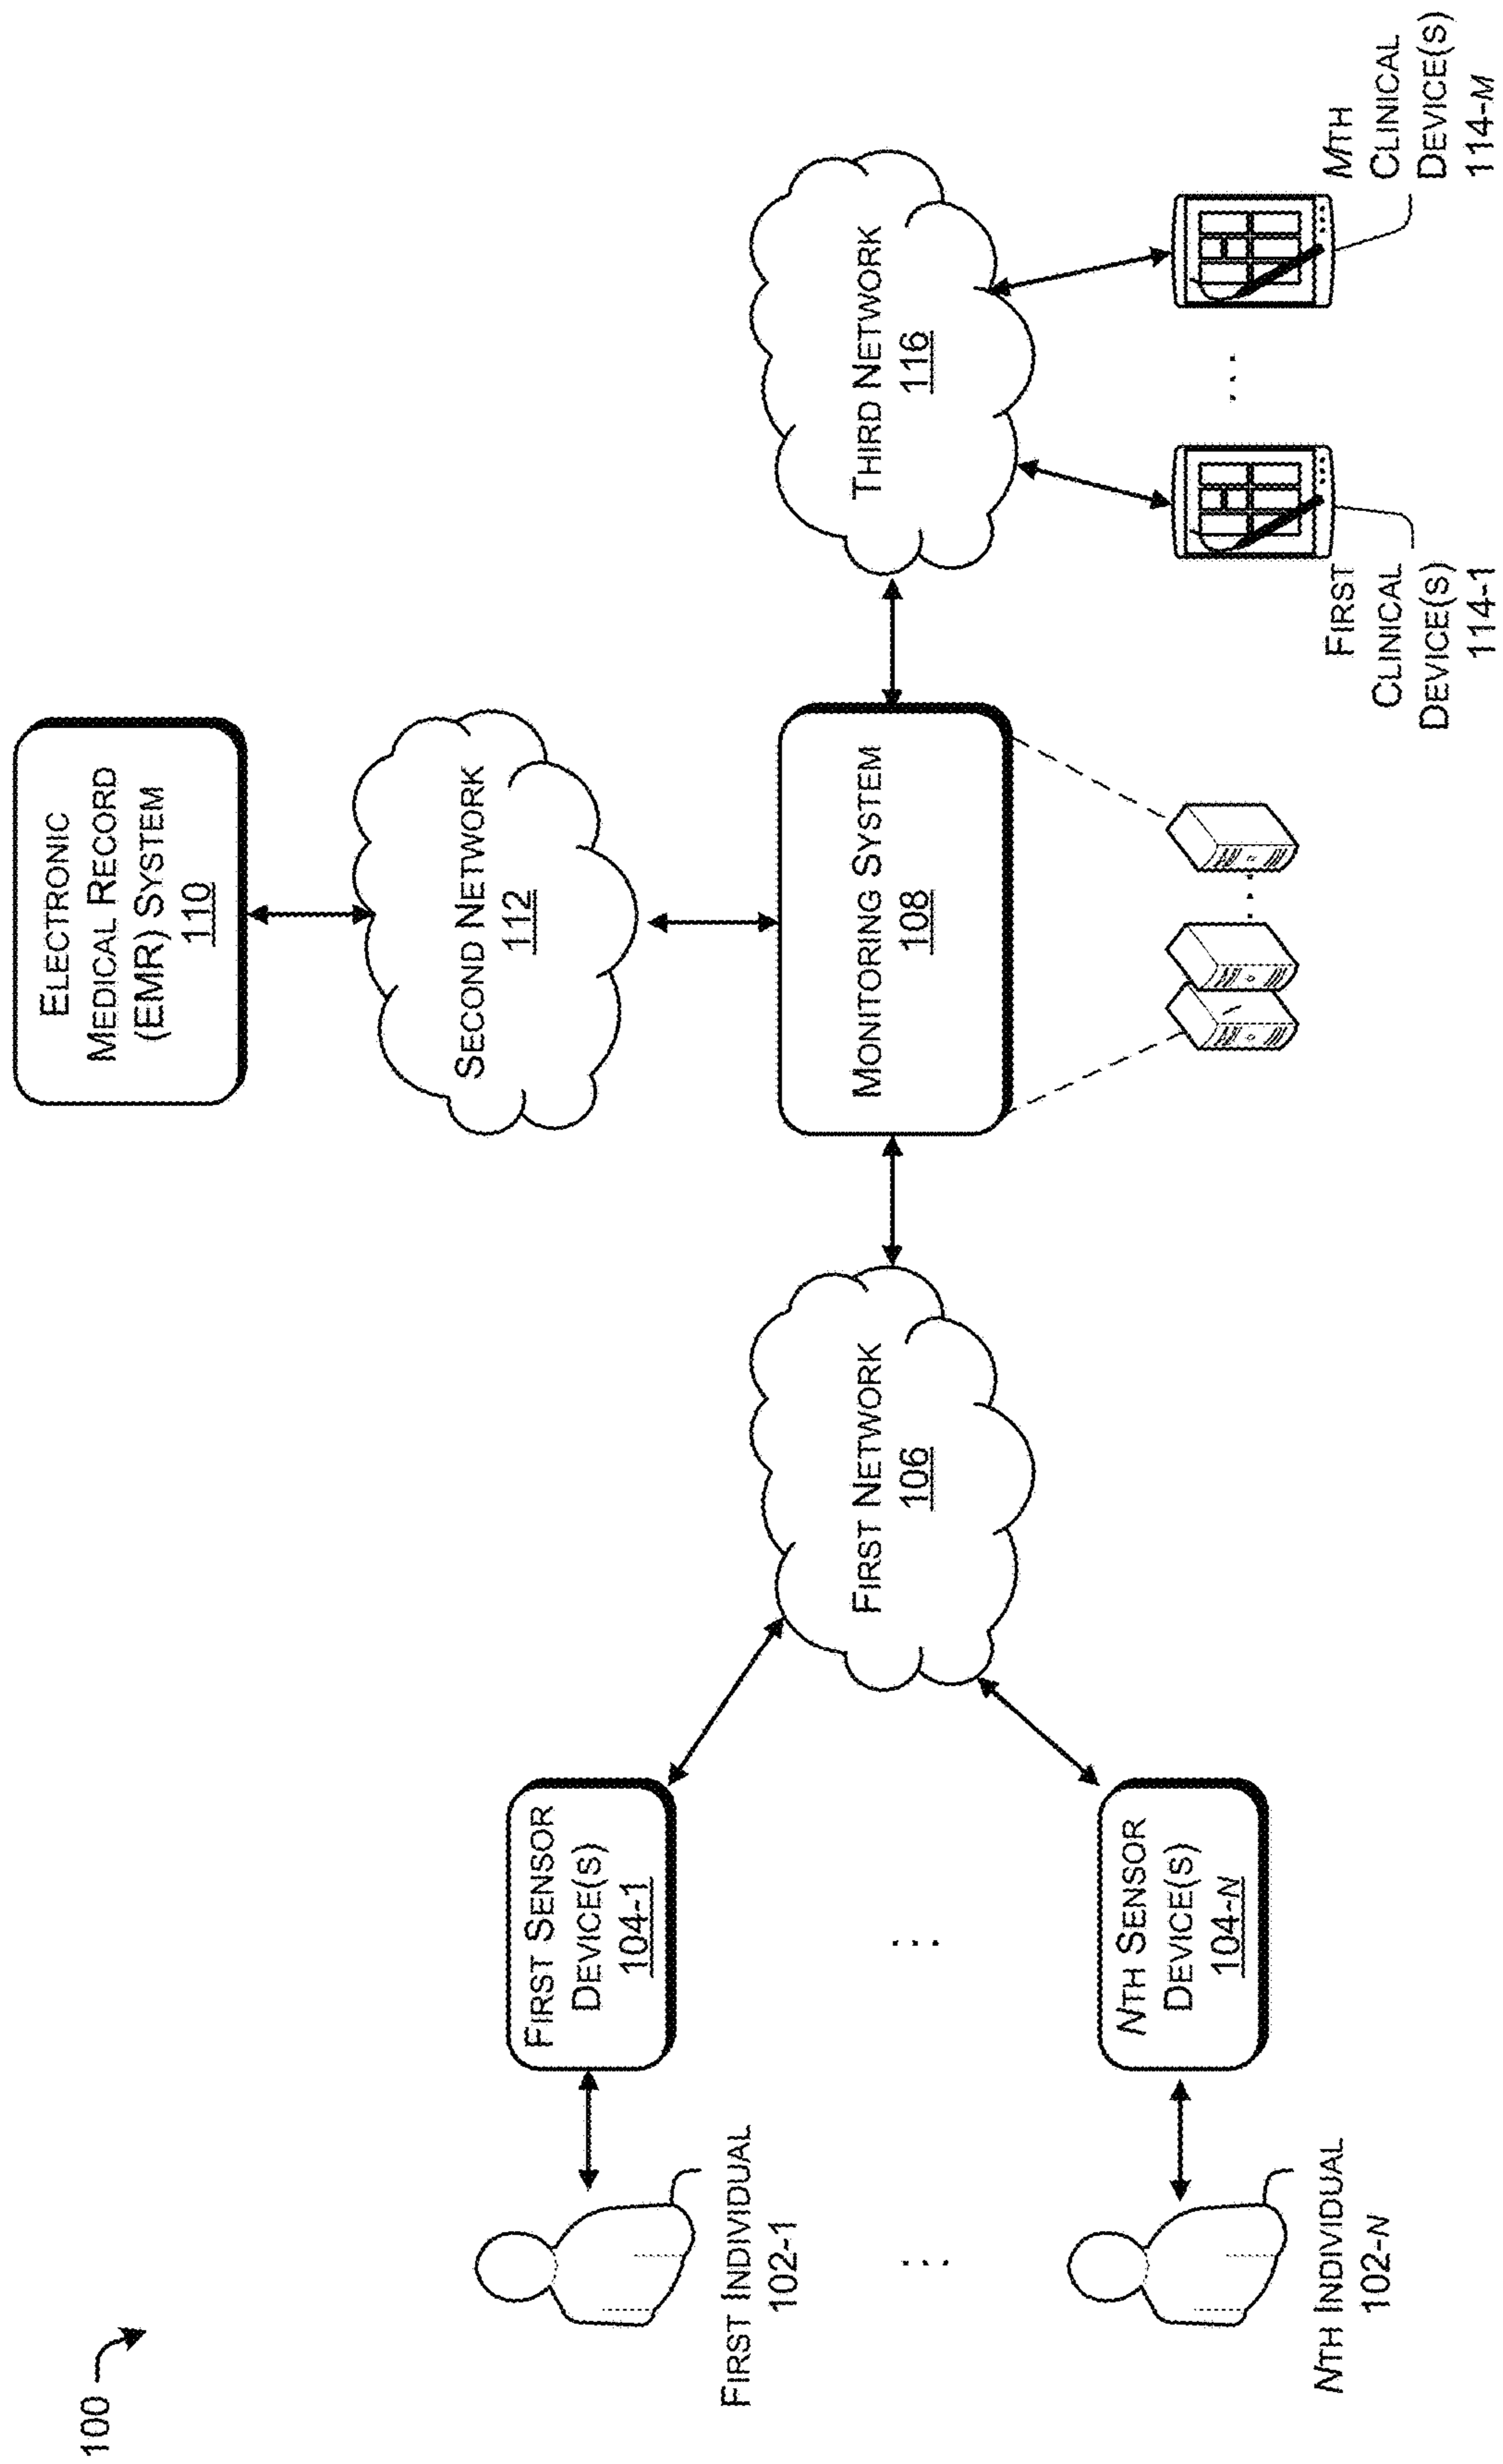 100
ELECTRONIC
MEDICAL RECORD
(EMR) SYSTEM
110
SECOND NETWORK
112
FIRST INDIVIDUAL
102-1
FIRST SENSOR
DEVICE(S)
104-1
FIRST NETWORK
106
MONITORING SYSTEM
108
THIRD NETWORK
116
...
...
NTH INDIVIDUAL
102-N
NTH SENSOR
DEVICE(S)
104-N
...
...
FIRST
CLINICAL
DEVICE(S)
114-1
MTH
CLINICAL
DEVICE(S)
114-M